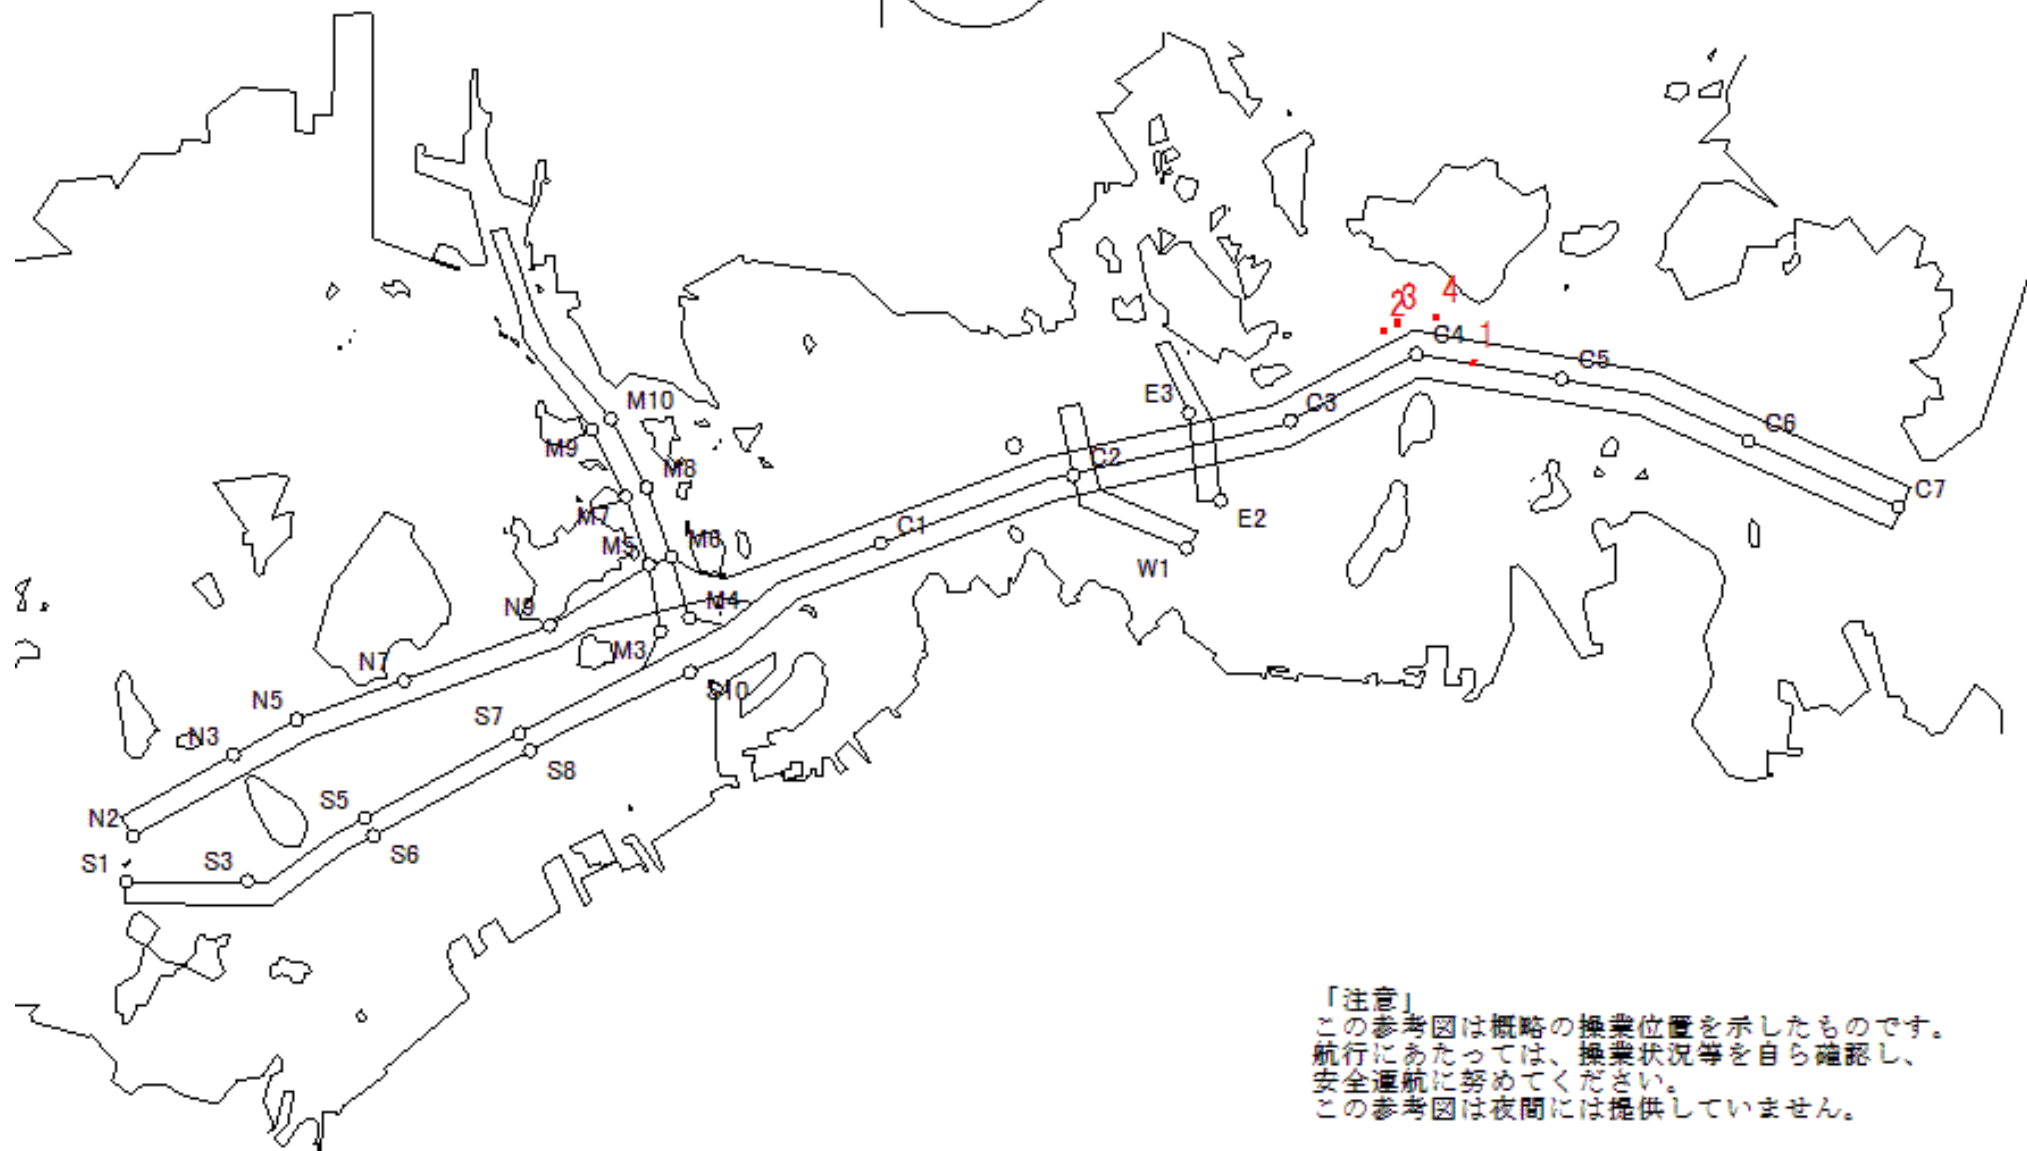 4
2
3
C4
1
C5
E3
M10
C3
C6
M9
C2
M8
C7
M7
E2
C1
M5
M6
W1
N9
M4
M3
N7
S10
N5
S7
N3
S8
S5
N2
S6
S1
S3
「注意」
この参考図は概略の操業位置を示したものです。
航行にあたっては、操業状況等を自ら確認し、
安全運航に努めてください。
この参考図は夜間には提供していません。